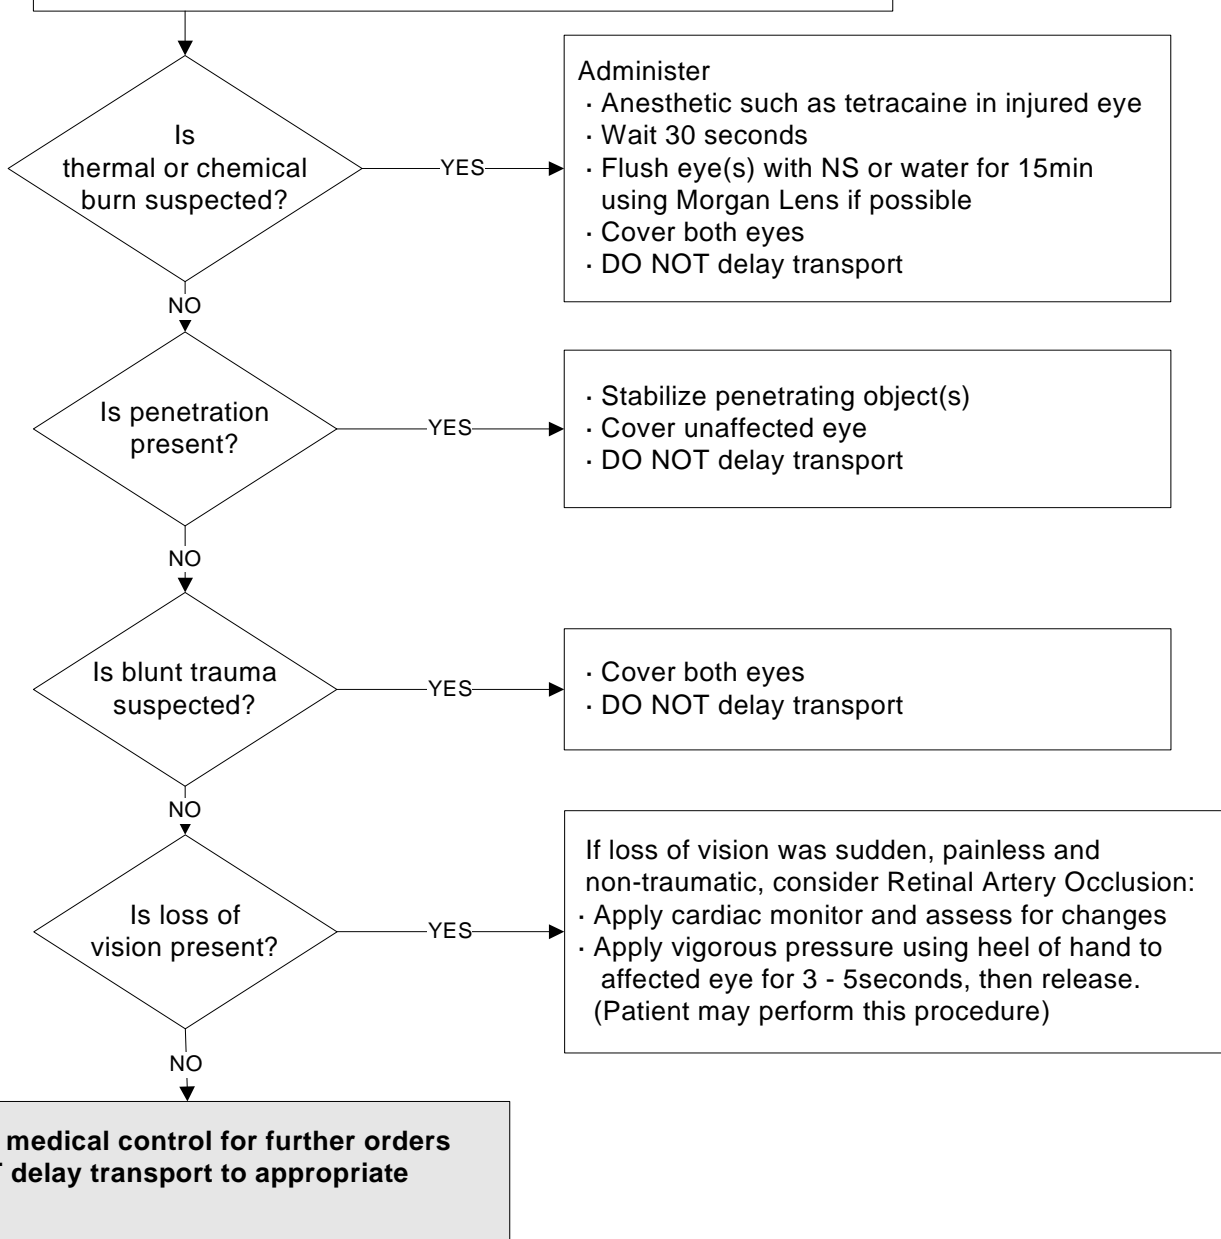 Is
thermal or chemical
burn suspected?
YES
Administer
· Anesthetic such as tetracaine in injured eye
· Wait 30 seconds
· Flush eye(s) with NS or water for 15min
using Morgan Lens if possible
· Cover both eyes
· DO NOT delay transport
NO
Is penetration
present?
YES
· Stabilize penetrating object(s)
· Cover unaffected eye
· DO NOT delay transport
NO
Is blunt trauma
suspected?
YES
· Cover both eyes
· DO NOT delay transport
NO
Is loss of
vision present?
YES
If loss of vision was sudden, painless and
non-traumatic, consider Retinal Artery Occlusion:
· Apply cardiac monitor and assess for changes
· Apply vigorous pressure using heel of hand to
affected eye for 3 - 5seconds, then release.
(Patient may perform this procedure)
NO
medical control for further orders
delay transport to appropriate